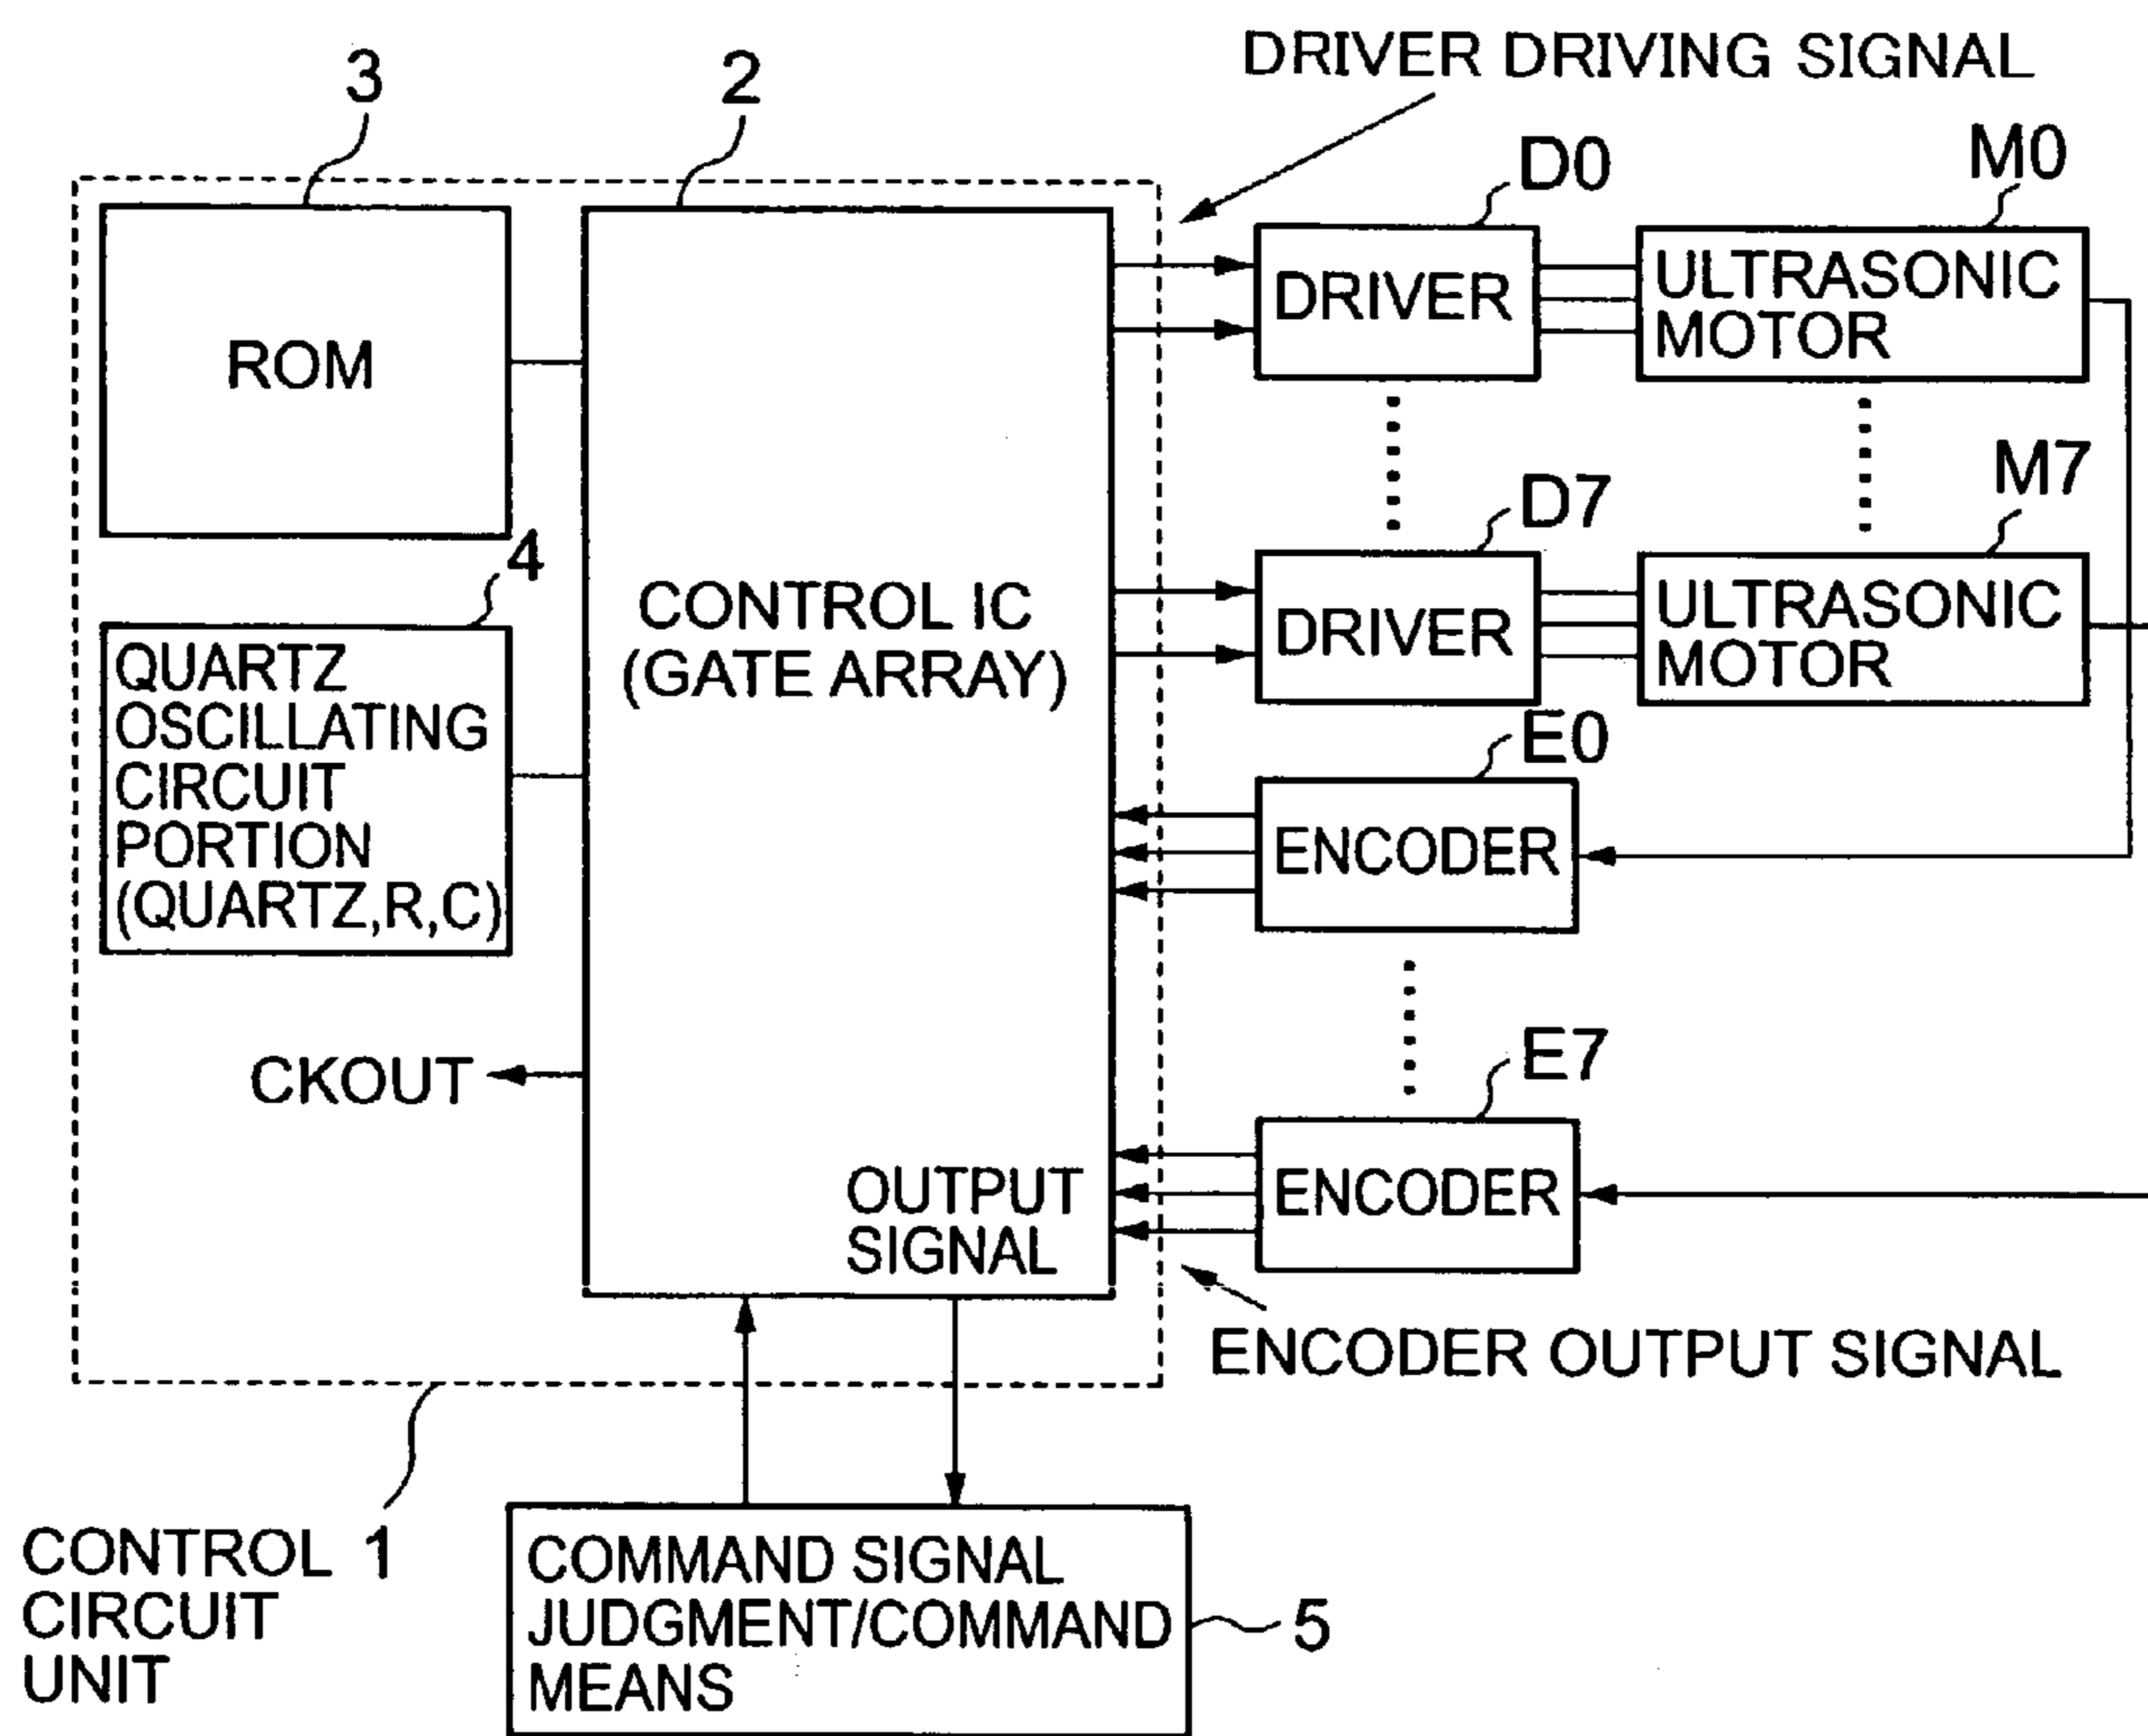 DRIVER DRIVING SIGNAL
3
2
D0
M0
ROM
DRIVER
ULTRASONIC
MOTOR
D7
M7
4
CONTROL IC
(GATE ARRAY)
DRIVER
ULTRASONIC
MOTOR
QUARTZ
OSCILLATING
CIRCUIT
PORTION
(QUARTZ,R,C)
E0
ENCODER
CKOUT
E7
ENCODER
OUTPUT
SIGNAL
ENCODER OUTPUT SIGNAL
CONTROL 1
CIRCUIT
UNIT
COMMAND SIGNAL
JUDGMENT/COMMAND
MEANS
5